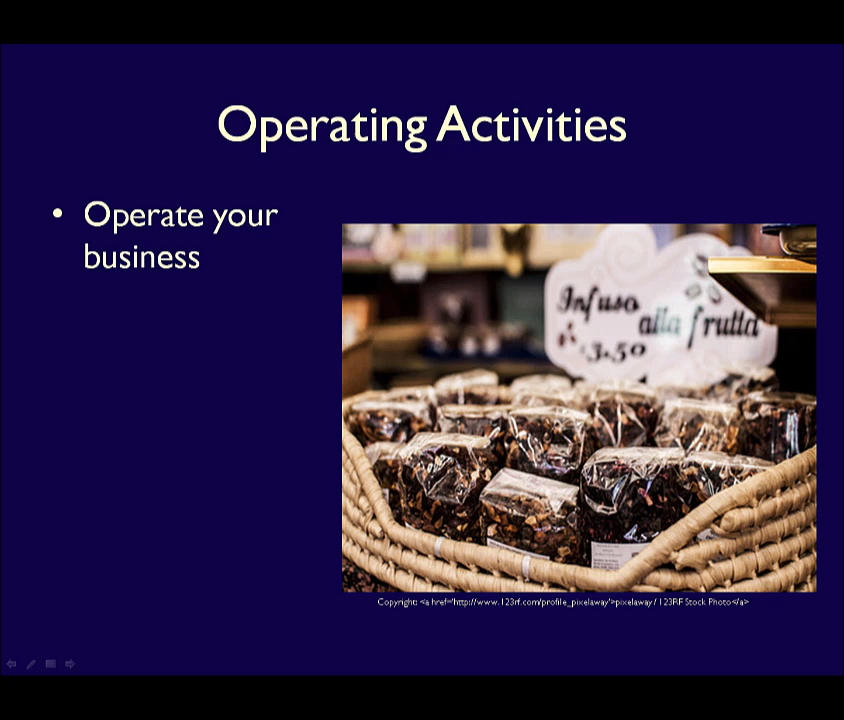 Operating Activities
• Operate your
business
Infuso
alla frutta
3.50
Copyright: <a href='http://www.123rf.com/profile_pixelaway'>pixelaway / 123RF Stock Photo</a>